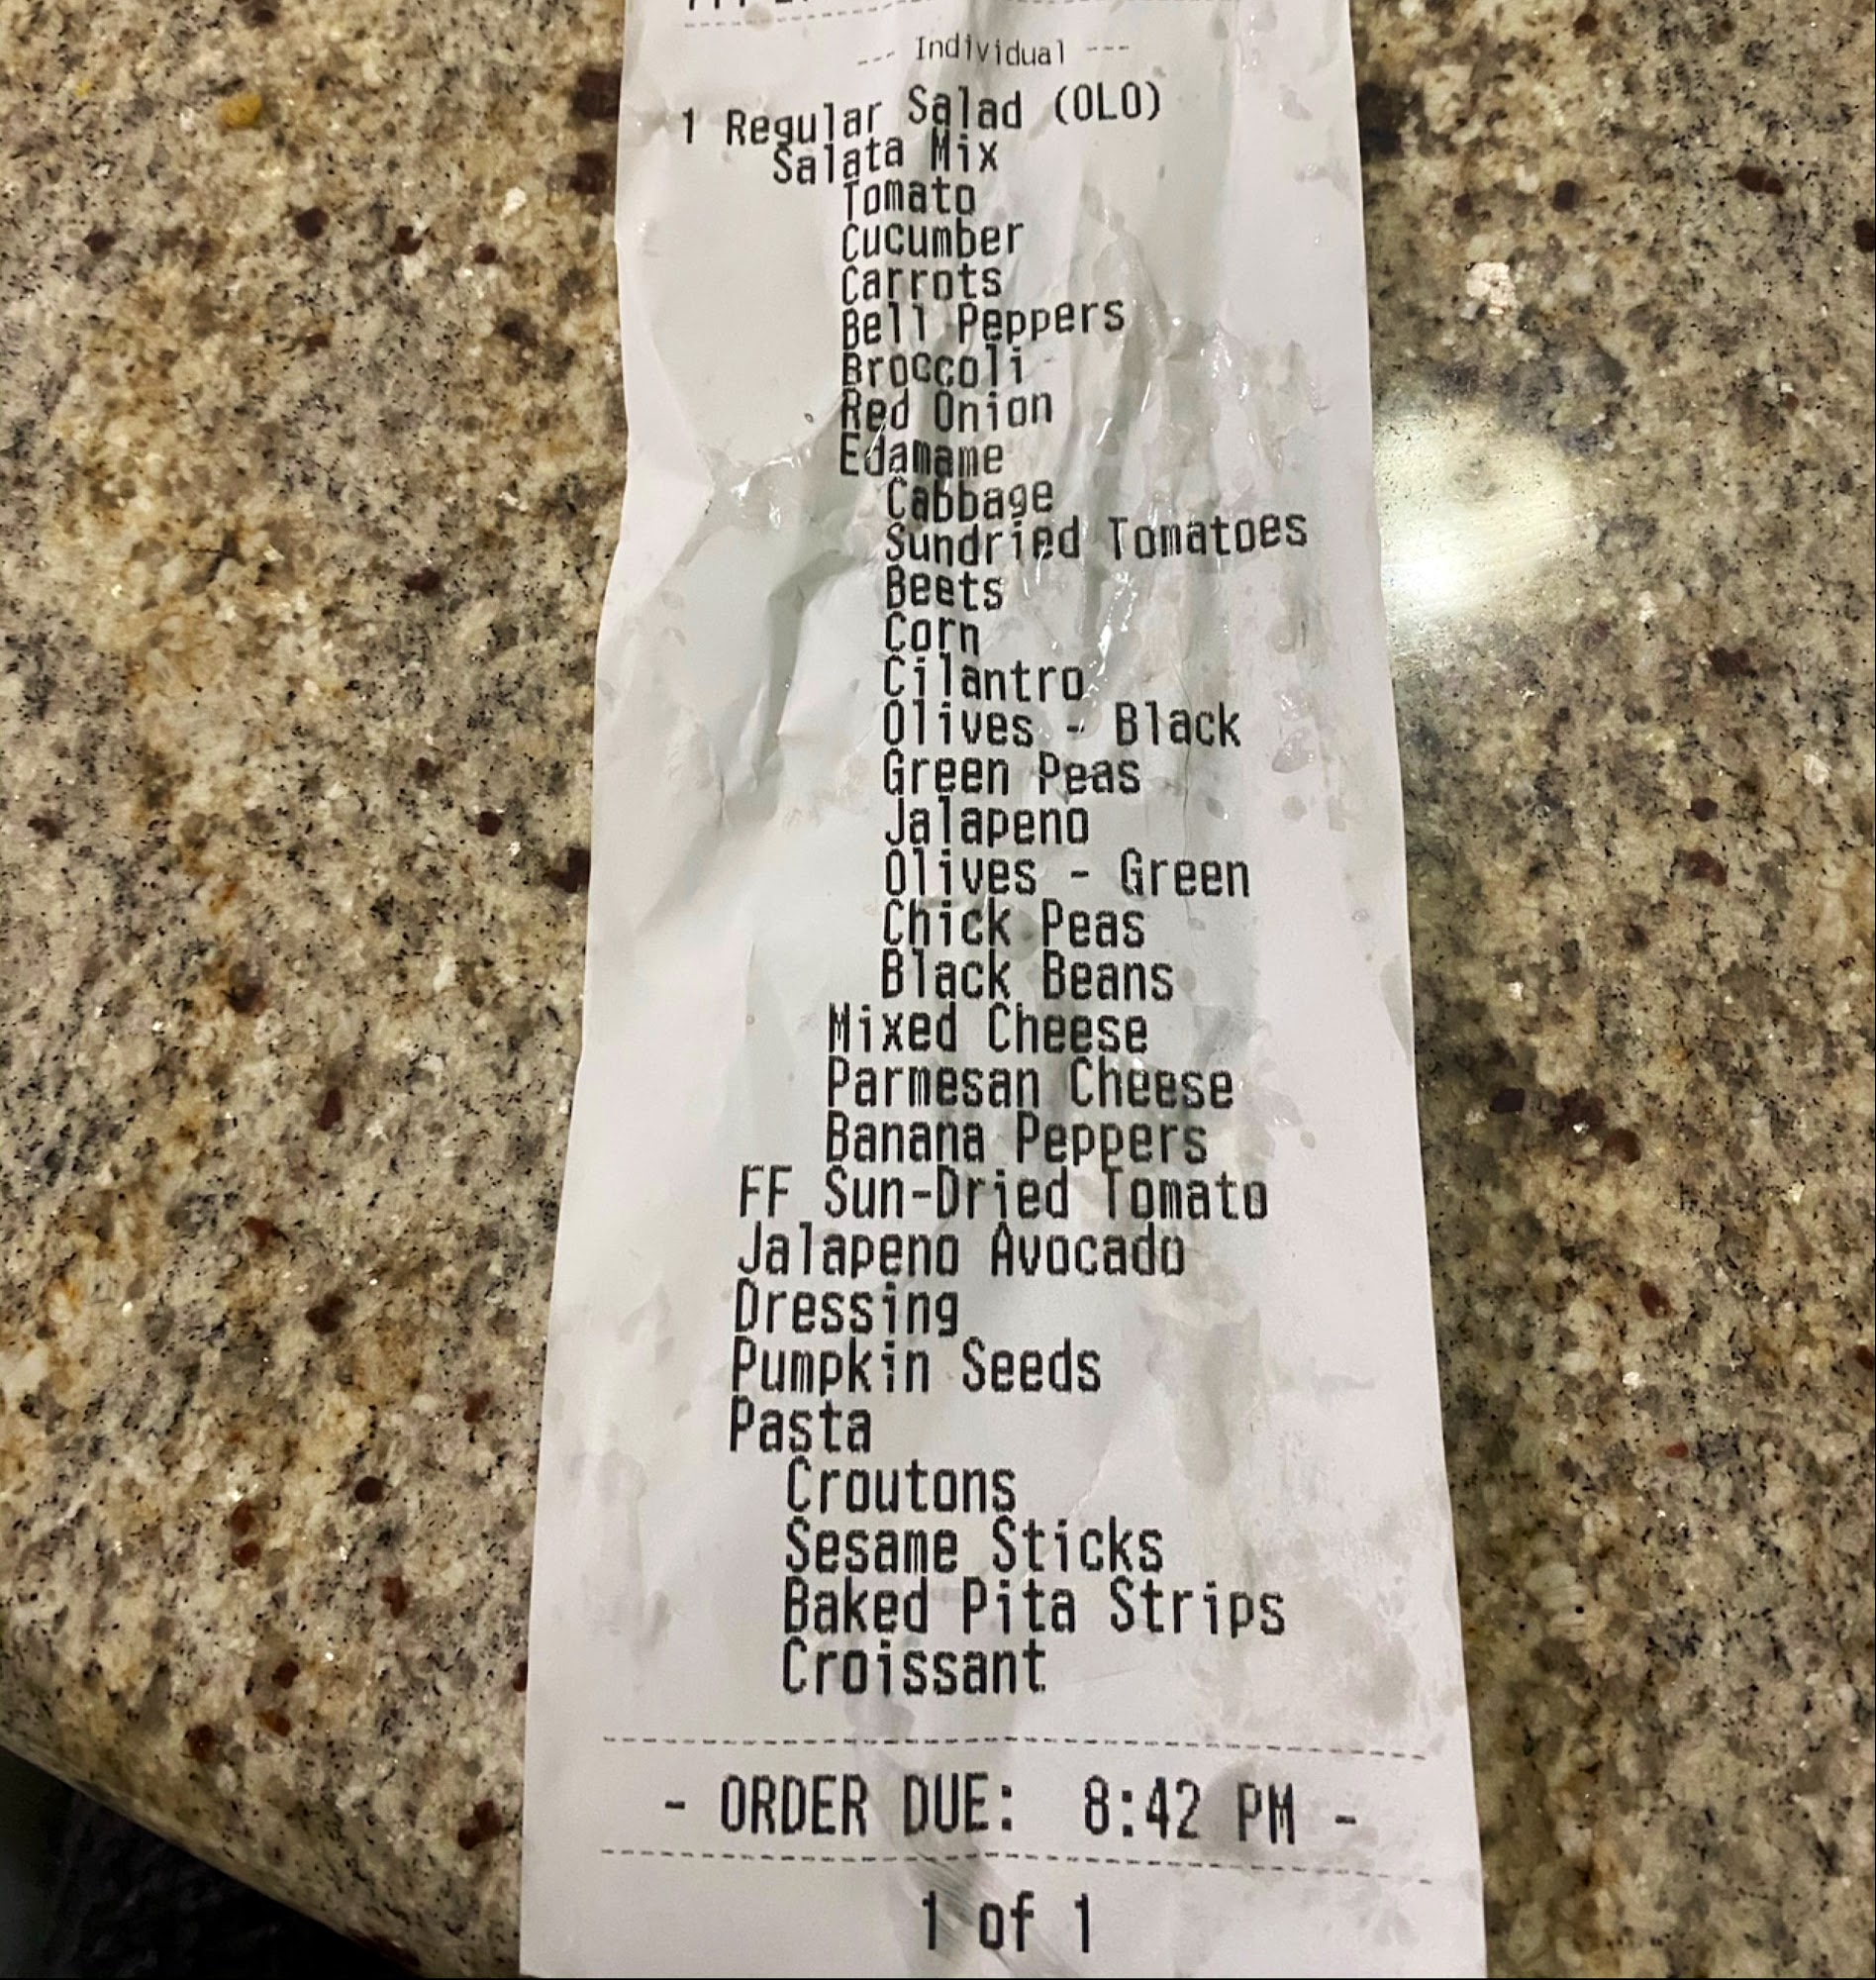 --- Individual ---
1 Regular Salad (OLO)
Salata Mix
Tomato
Cucumber
Carrots
Bell Peppers
Broccoli
Red Onion
Edamame
Cabbage
Sundried Tomatoes
Beets
Corn
Cilantro
Olives - Black
Green Peas
Jalapeno
Olives - Green
Chick Peas
Black Beans
Mixed Cheese
Parmesan Cheese
Banana Peppers
FF Sun-Dried Tomato
Jalapeno Avocado
Dressing
Pumpkin Seeds
Pasta
Croutons
Sesame Sticks
Baked Pita Strips
Croissant
- ORDER DUE: 8:42 PM -
1 of 1